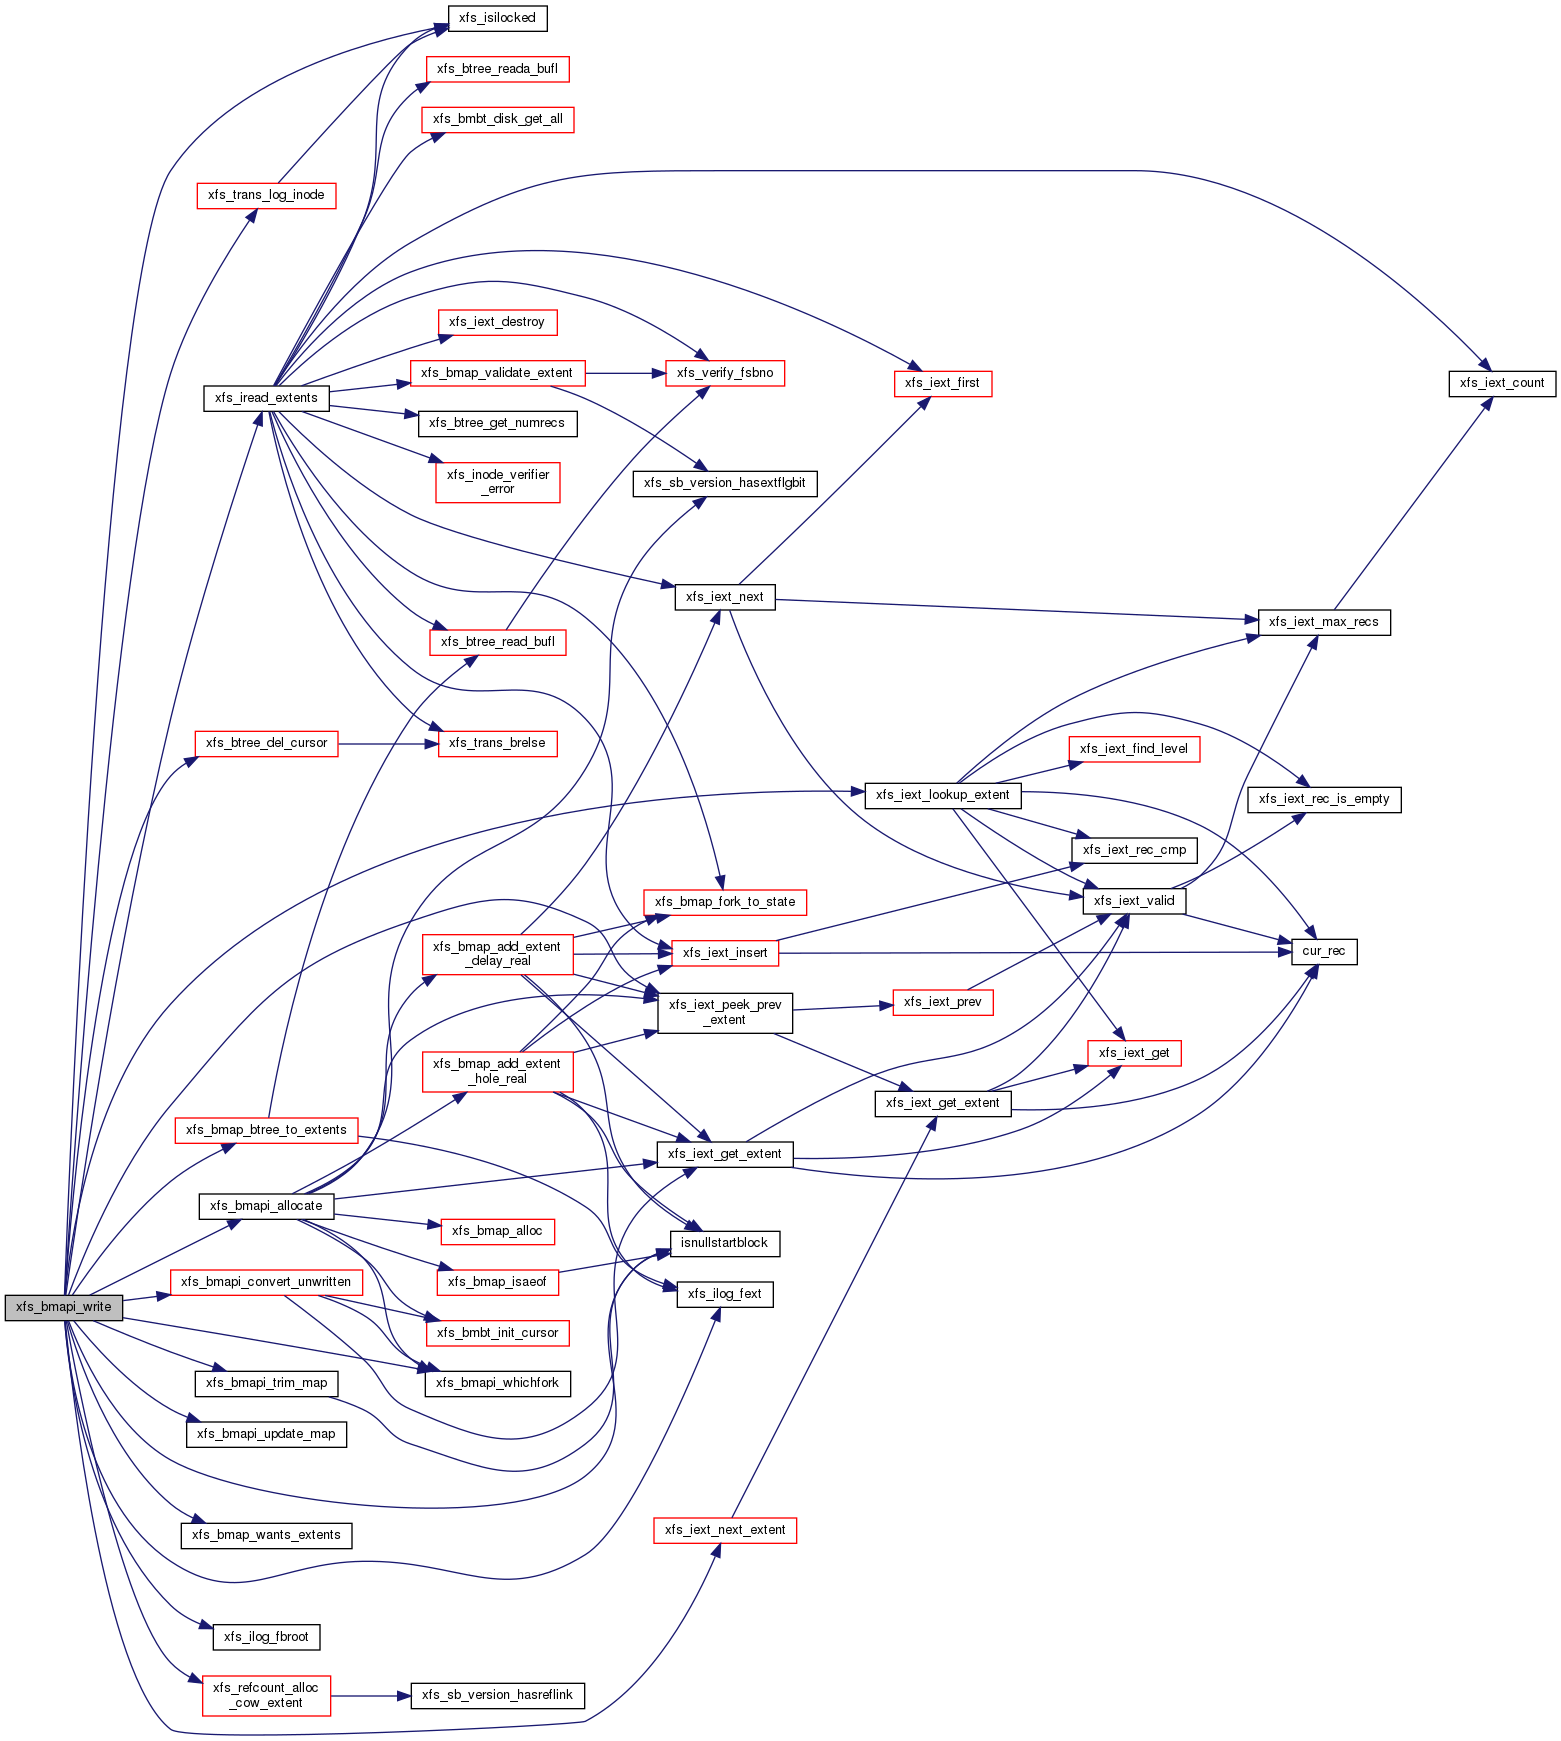 xfs_isilocked
xfs_btree_reada_bufl
xfs_bmbt_disk_get_all
xfs_trans_log_inode
xfs_iext_destroy
xfs_bmap_validate_extent
xfs_verify_fsbno
xfs_iext_first
xfs_iext_count
xfs_iread_extents
xfs_btree_get_numrecs
xfs_inode_verifier
_error
xfs_sb_version_hasextflgbit
xfs_iext_next
xfs_iext_max_recs
xfs_btree_read_bufl
xfs_btree_del_cursor
xfs_trans_brelse
xfs_iext_find_level
xfs_iext_lookup_extent
xfs_iext_rec_is_empty
xfs_iext_rec_cmp
xfs_bmap_fork_to_state
xfs_iext_valid
xfs_bmap_add_extent
_delay_real
xfs_iext_insert
cur_rec
xfs_iext_peek_prev
_extent
xfs_iext_prev
xfs_bmap_add_extent
_hole_real
xfs_iext_get
xfs_iext_get_extent
xfs_bmap_btree_to_extents
xfs_iext_get_extent
xfs_bmapi_allocate
xfs_bmap_alloc
isnullstartblock
xfs_bmapi_convert_unwritten
xfs_bmap_isaeof
xfs_ilog_fext
xfs_bmapi_write
xfs_bmbt_init_cursor
xfs_bmapi_trim_map
xfs_bmapi_whichfork
xfs_bmapi_update_map
xfs_bmap_wants_extents
xfs_iext_next_extent
xfs_ilog_fbroot
xfs_refcount_alloc
_cow_extent
xfs_sb_version_hasreflink